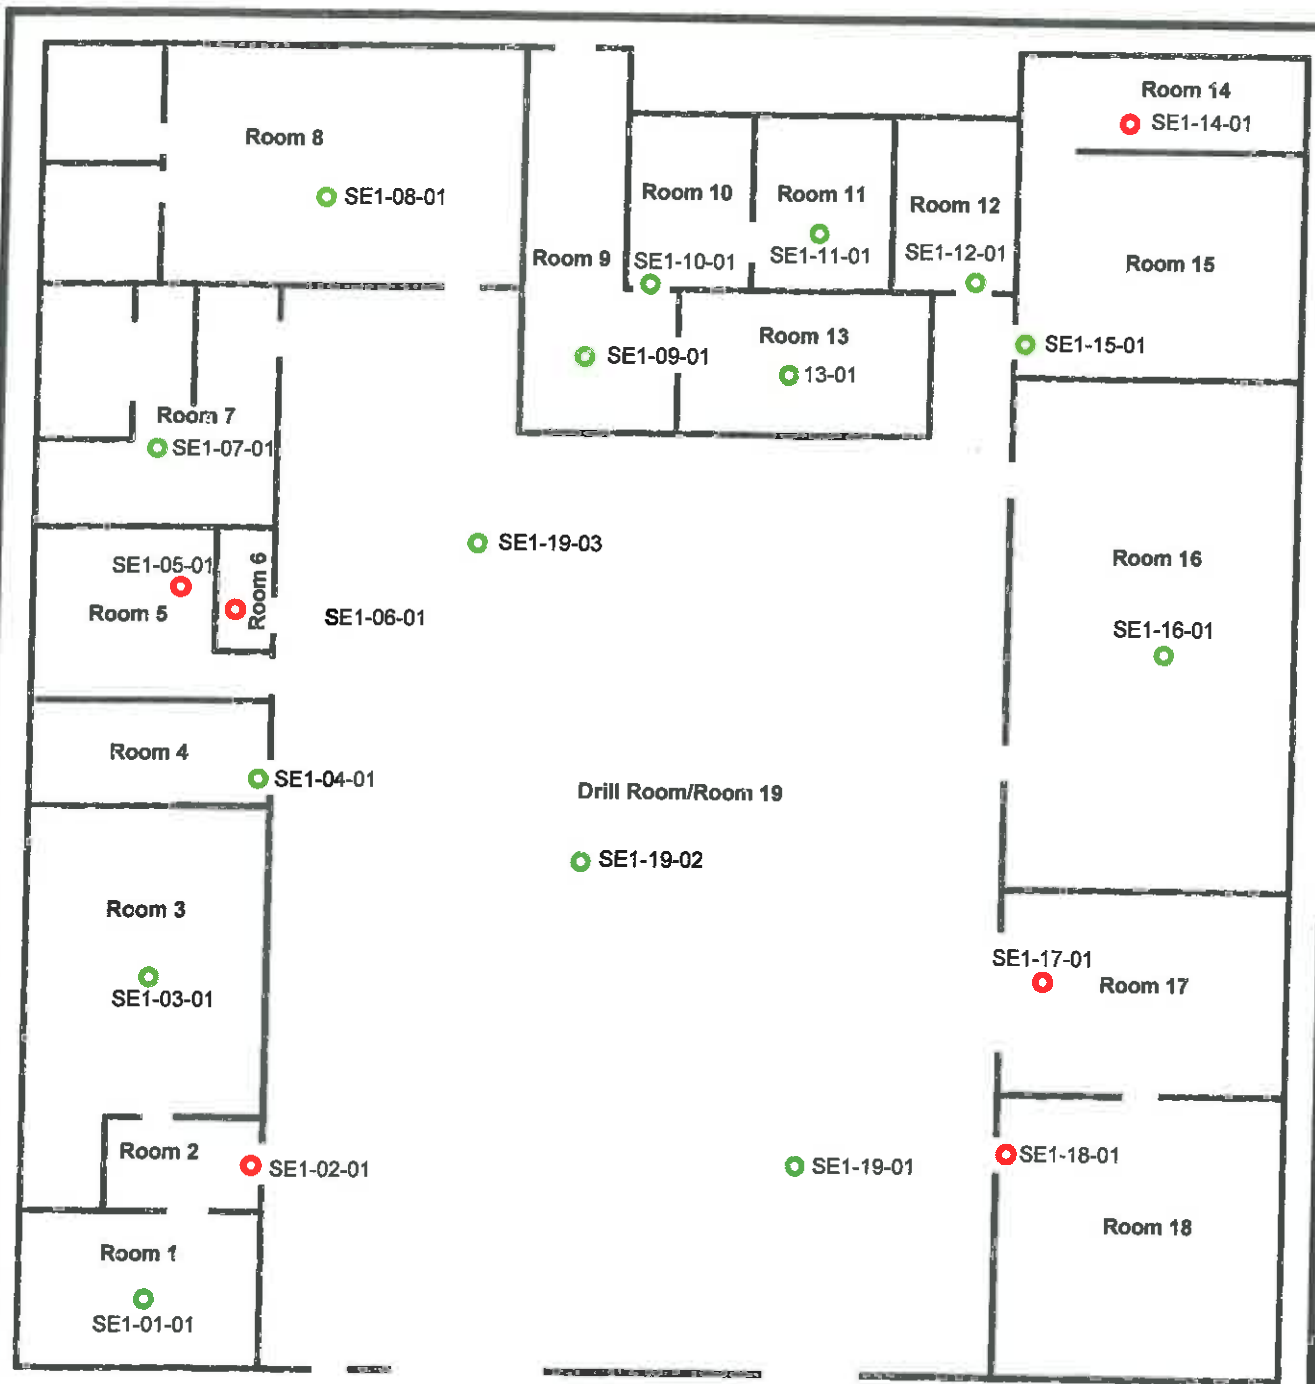 Room 14
SE1-14-01
Room 8
SE1-08-01
Room 10
Room 11
Room 12
Room 9
SE1-10-01
SE1-11-01
SE1-12-01
Room 15
Room 13
SE1-15-01
SE1-09-01
13-01
Room 7
SE1-07-01
SE1-19-03
Room 16
SE1-05-01
Room 6
Room 5
SE1-06-01
SE1-16-01
Room 4
SE1-04-01
Drill Room/Room 19
SE1-19-02
Room 3
SE1-03-01
SE1-17-01
Room 17
Room 2
SE1-02-01
SE1-19-01
SE1-18-01
Room 18
Room 1
SE1-01-01